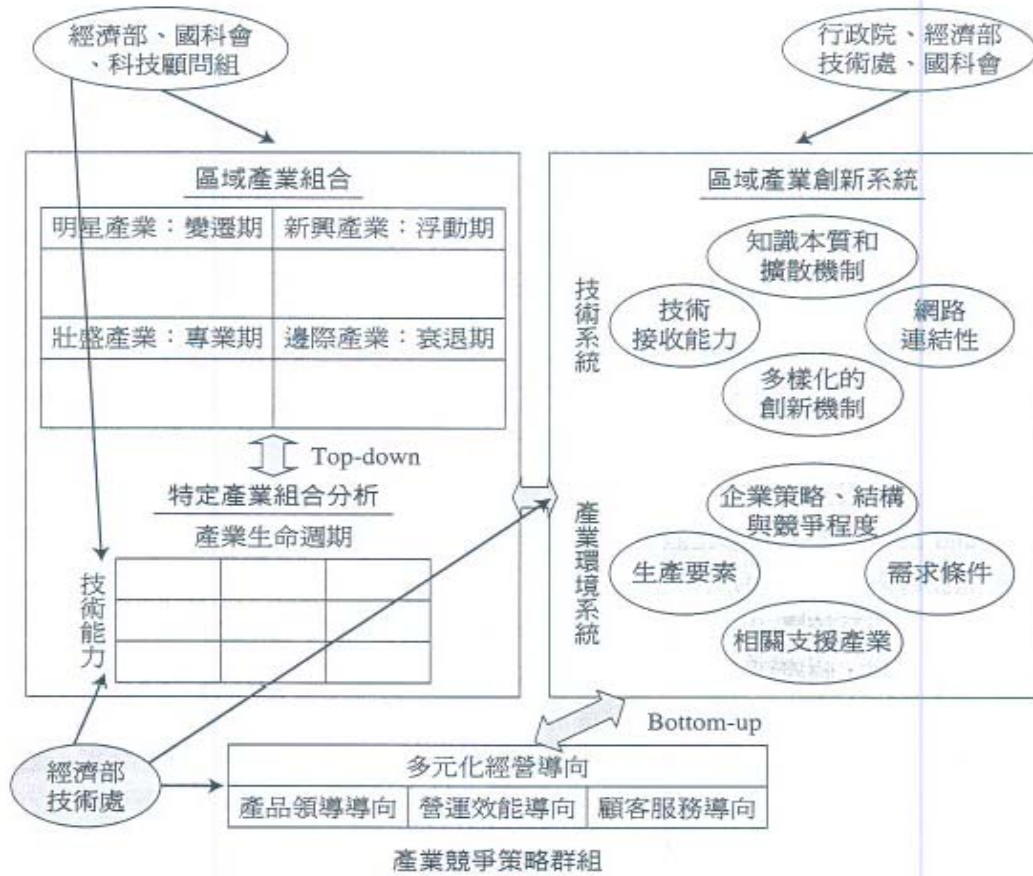 經濟部、國科會
、科技顧問組
行政院、經濟部
技術處、國科會
區域產業組合
明星產業：變遷期
新興產業：浮動期
壯盛產業：專業期
邊際產業：衰退期
Top-down
特定產業組合分析
產業生命週期
技術能力
區域產業創新系統
技術系統
知識本質和
擴散機制
技術
接收能力
網路
連結性
多樣化的
創新機制
產業環境系統
企業策略、結構
與競爭程度
生產要素
需求條件
相關支援產業
Bottom-up
經濟部
技術處
多元化經營導向
產品領導導向
營運效能導向
顧客服務導向
產業競爭策略群組